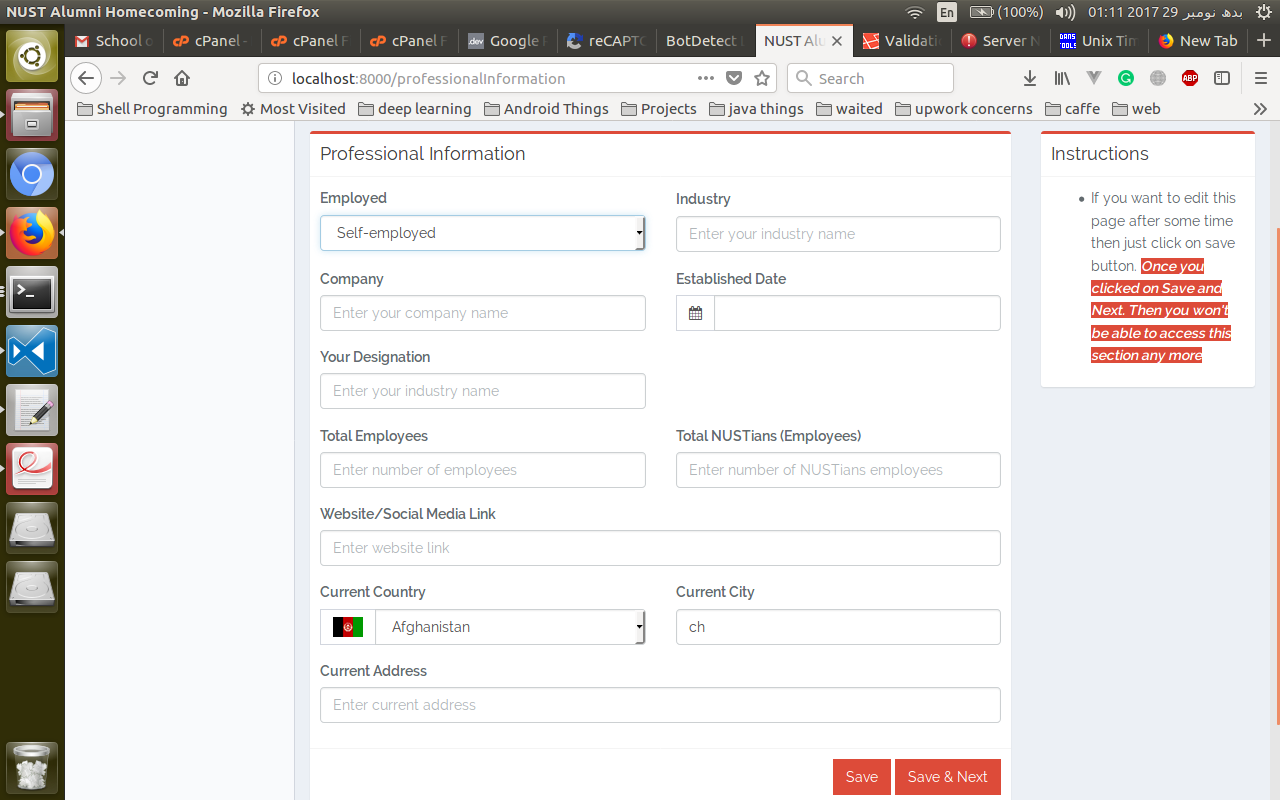 NUST Alumni Homecoming - Mozilla Firefox
En (100%) 01:11 2017 بدھ نومبر 29
School o cPanel - cPanel F cPanel F .dev Google F reCAPTC BotDetect NUST Alu Validati Server N DANS TOOLS Unix Tim New Tab
localhost:8000/professionalInformation Search ABP
Shell Programming Most Visited deep learning Android Things Projects java things waited upwork concerns caffe web
Professional Information
Employed Industry
Self-employed Enter your industry name
Company Established Date
Enter your company name
Your Designation
Enter your industry name
Total Employees Total NUSTians (Employees)
Enter number of employees Enter number of NUSTians employees
Website/Social Media Link
Enter website link
Current Country Current City
Afghanistan ch
Current Address
Enter current address
Save Save & Next
Instructions
If you want to edit this
page after some time
then just click on save
button. Once you
clicked on Save and
Next. Then you won't
be able to access this
section any more